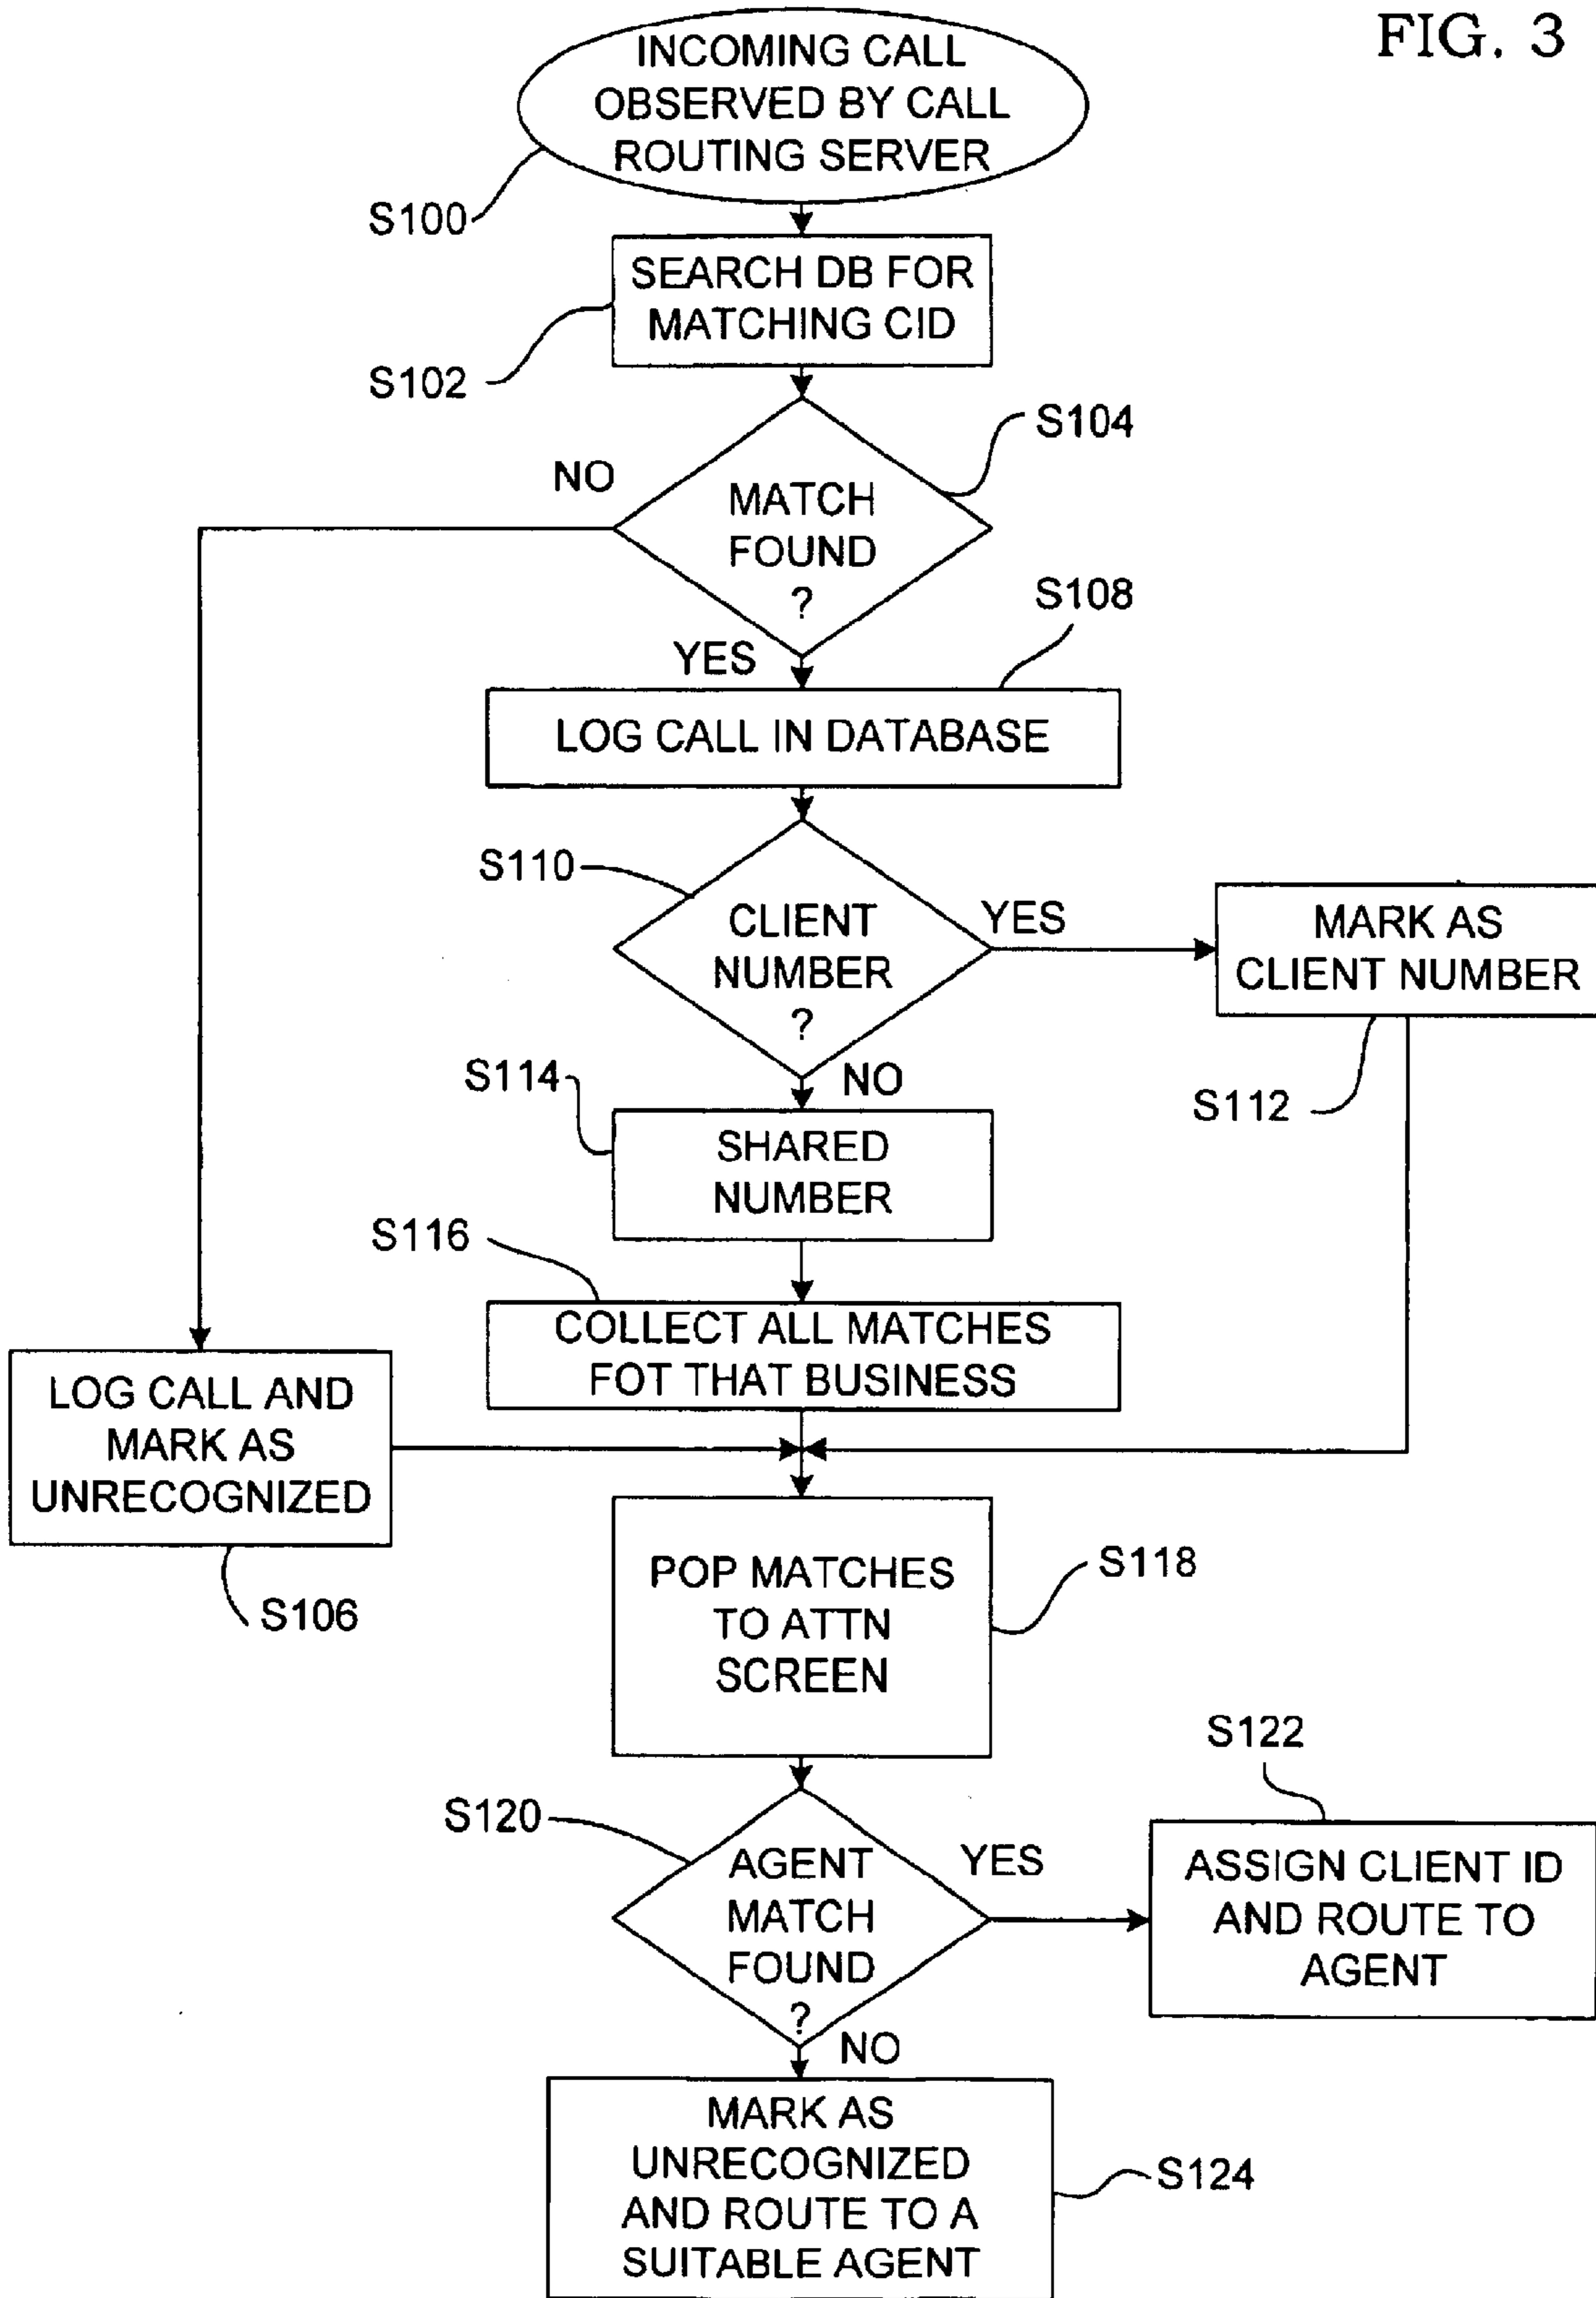 FIG. 3
INCOMING CALL
OBSERVED BY CALL
ROUTING SERVER
S100
SEARCH DB FOR
MATCHING CID
S102
S104
NO
MATCH
FOUND
?
S108
YES
LOG CALL IN DATABASE
S110
CLIENT
NUMBER
?
YES
MARK AS
CLIENT NUMBER
S112
NO
S114
SHARED
NUMBER
S116
COLLECT ALL MATCHES
FOT THAT BUSINESS
LOG CALL AND
MARK AS
UNRECOGNIZED
S106
POP MATCHES
TO ATTN
SCREEN
S118
S120
AGENT
MATCH
FOUND
?
YES
S122
ASSIGN CLIENT ID
AND ROUTE TO
AGENT
NO
MARK AS
UNRECOGNIZED
AND ROUTE TO A
SUITABLE AGENT
S124